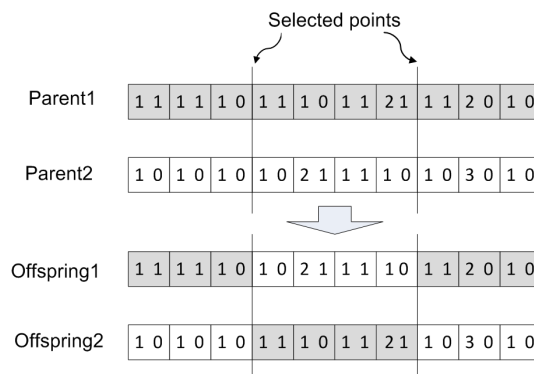 Selected points
Parent1 1 1 1 1 1 0 1 1 1 0 1 1 21 1 1 2 0 1 0
Parent2 1 0 1 0 1 0 1 0 2 1 1 1 10 1 0 3 0 1 0
Offspring1 1 1 1 1 1 0 1 0 2 1 1 1 10 1 1 2 0 1 0
Offspring2 1 0 1 0 1 0 1 1 1 0 1 1 21 1 0 3 0 1 0